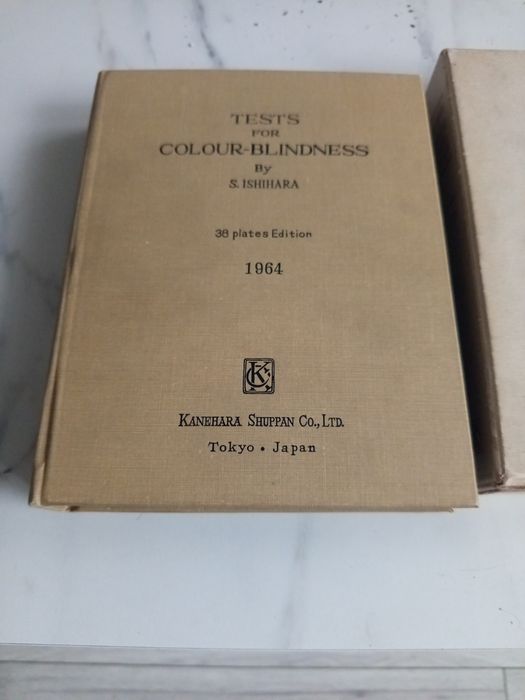 TESTS
FOR
COLOUR-BLINDNESS
By
S. ISHIHARA
38 plates Edition
1964
KANEHARA SHUPPAN CO., LTD.
Tokyo • Japan